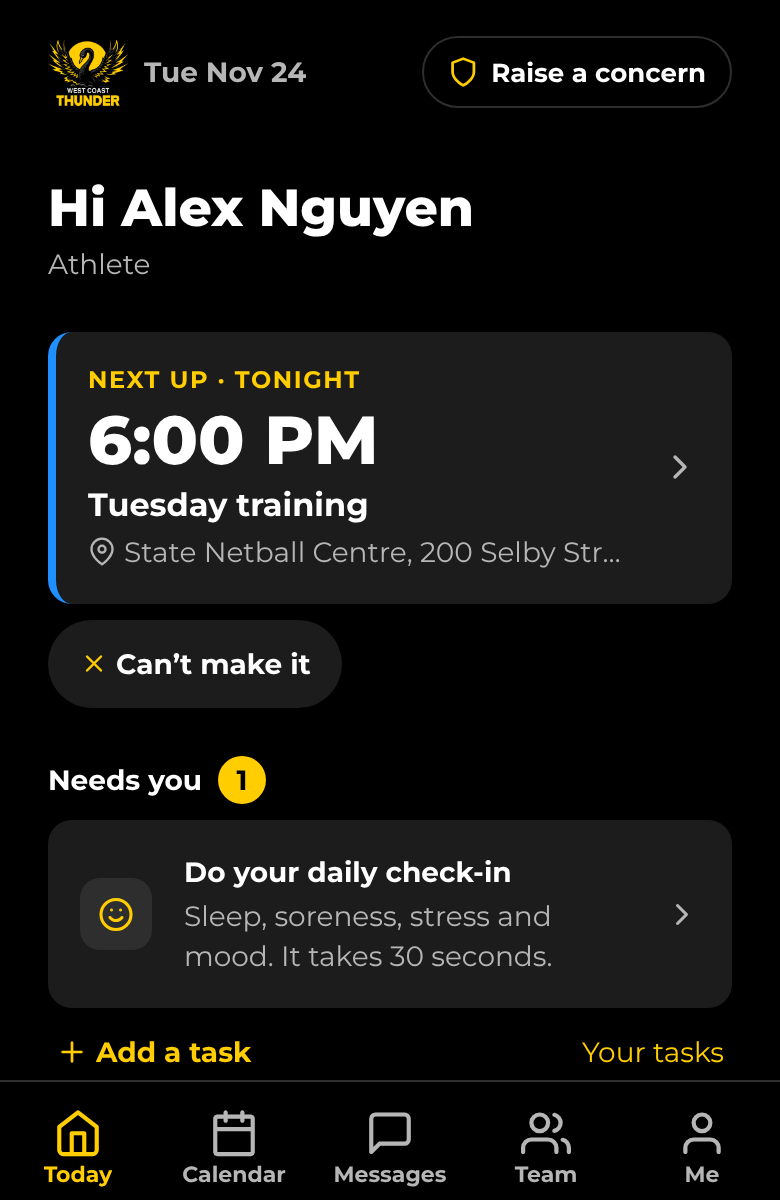 WEST COAST
THUNDER
Tue Nov 24
Raise a concern
Hi Alex Nguyen
Athlete
NEXT UP · TONIGHT
6:00 PM
Tuesday training
State Netball Centre, 200 Selby Str...
Can’t make it
Needs you 1
Do your daily check-in
Sleep, soreness, stress and
mood. It takes 30 seconds.
+ Add a task
Your tasks
Today
Calendar
Messages
Team
Me